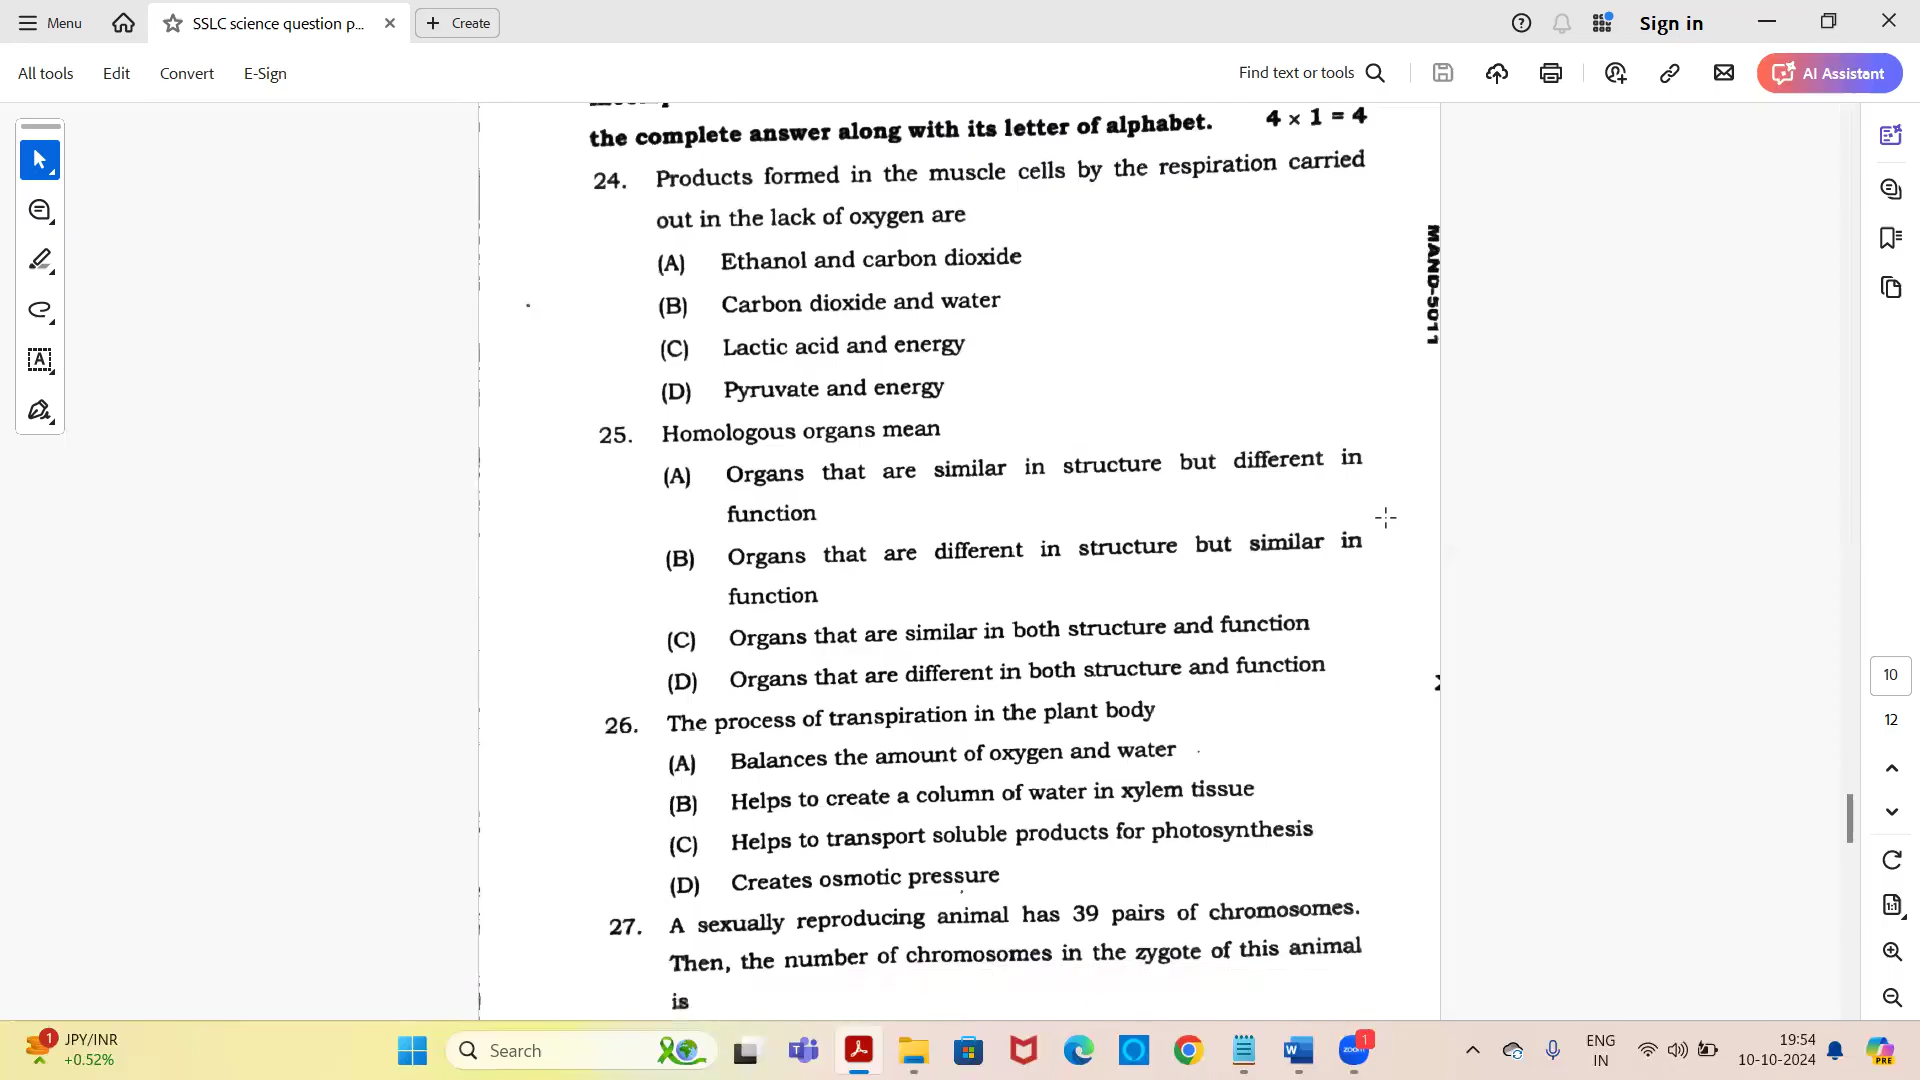 Menu
SSLC science question p...
Create
Sign in
All tools
Edit
Convert
E-Sign
Find text or tools
AI Assistant
the complete answer along with its letter of alphabet. 4 × 1 = 4
24. Products formed in the muscle cells by the respiration carried
out in the lack of oxygen are
(A) Ethanol and carbon dioxide
(B) Carbon dioxide and water
(C) Lactic acid and energy
(D) Pyruvate and energy
MAND-5011
25. Homologous organs mean
(A) Organs that are similar in structure but different in
function
(B) Organs that are different in structure but similar in
function
(C) Organs that are similar in both structure and function
(D) Organs that are different in both structure and function
26. The process of transpiration in the plant body
(A) Balances the amount of oxygen and water
(B) Helps to create a column of water in xylem tissue
(C) Helps to transport soluble products for photosynthesis
(D) Creates osmotic pressure
27. A sexually reproducing animal has 39 pairs of chromosomes.
Then, the number of chromosomes in the zygote of this animal
is
10
12
1
JPY/INR
+0.52%
Search
zoom
1
ENG
IN
19:54
10-10-2024
PRE